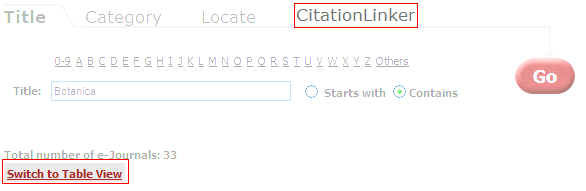 Title Category Locate CitationLinker
0-9 A B C D E F G H I J K L M N O P Q R S T U V W X Y Z Others
Go
Title: Botanica Starts with Contains
Total number of e-Journals: 33
Switch to Table View